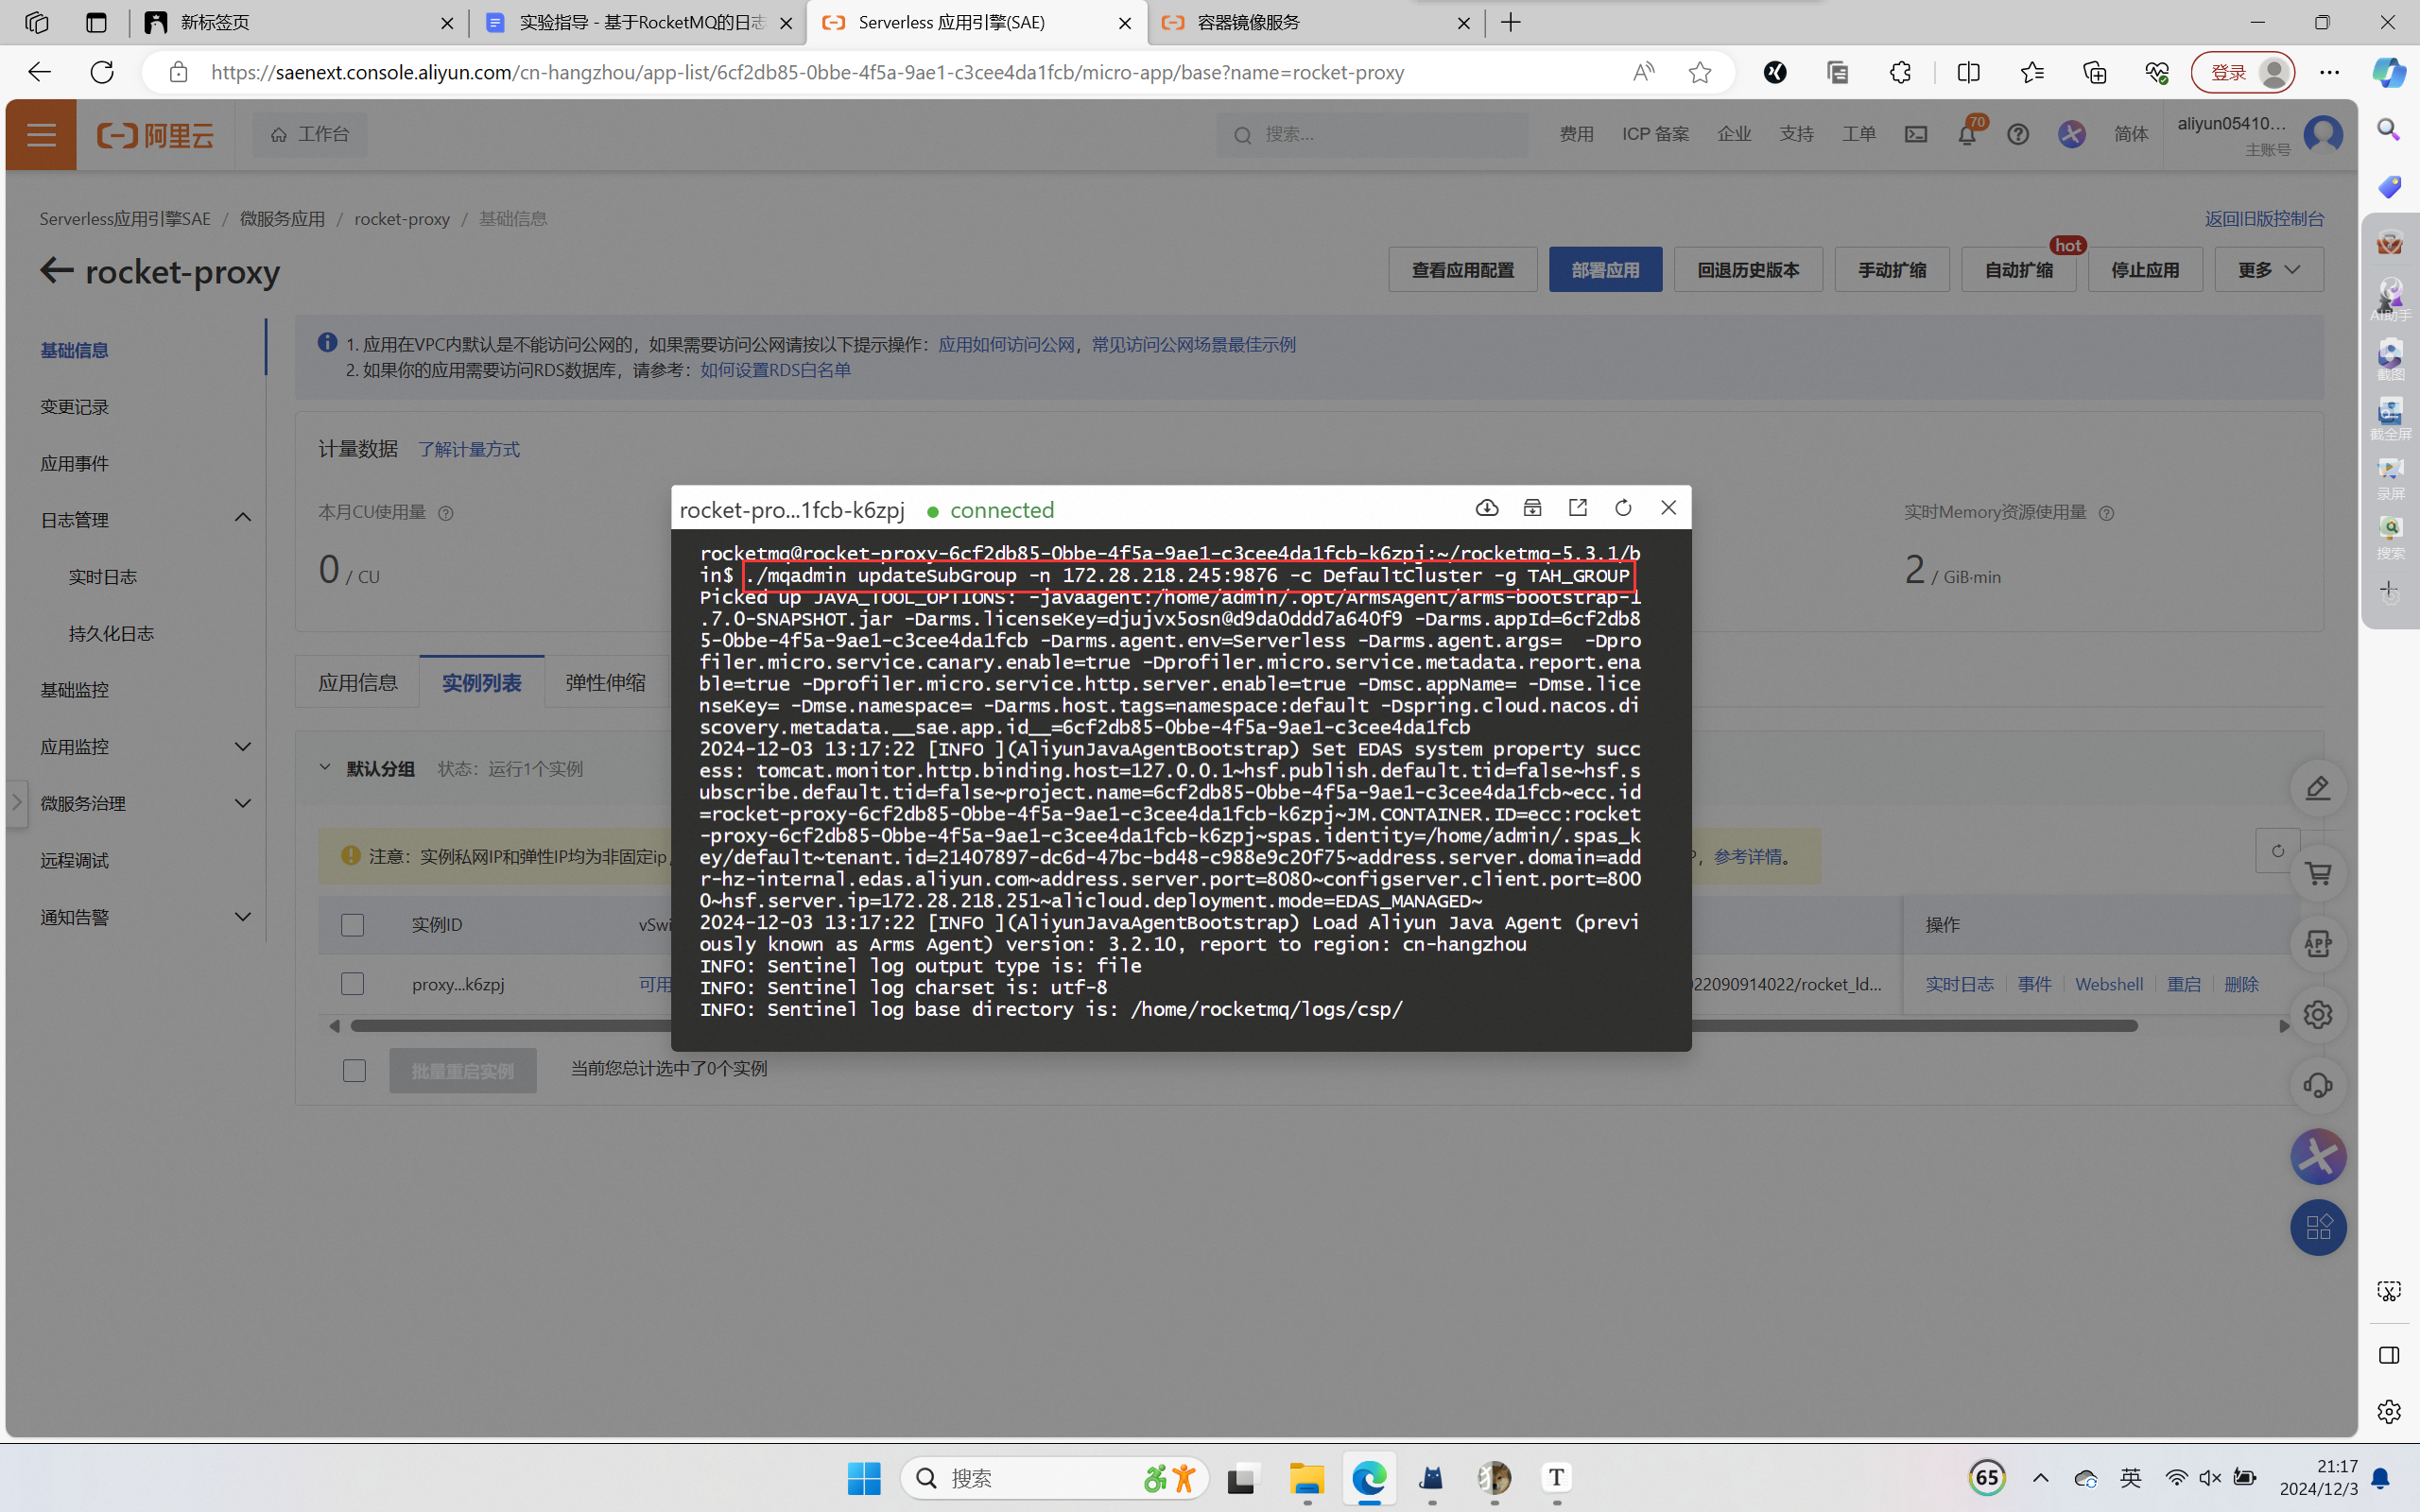 新标签页
实验指导 - 基于RocketMQ的日志
Serverless 应用引擎(SAE)
容器镜像服务
https://saenext.console.aliyun.com/cn-hangzhou/app-list/6cf2db85-0bbe-4f5a-9ae1-c3cee4da1fcb/micro-app/base?name=rocket-proxy
登录
阿里云
工作台
搜索...
费用
ICP 备案
企业
支持
工单
70
简体
aliyun05410...
主账号
Serverless应用引擎SAE / 微服务应用 / rocket-proxy / 基础信息
返回旧版控制台
rocket-proxy
查看应用配置
部署应用
回退历史版本
手动扩缩
自动扩缩
hot
停止应用
更多
基础信息
变更记录
应用事件
日志管理
实时日志
持久化日志
基础监控
应用监控
微服务治理
远程调试
通知告警
1. 应用在VPC内默认是不能访问公网的，如果需要访问公网请按以下提示操作：应用如何访问公网，常见访问公网场景最佳示例
2. 如果你的应用需要访问RDS数据库，请参考：如何设置RDS白名单
计量数据
了解计量方式
本月CU使用量
0 / CU
实时Memory资源使用量
2 / GiB·min
应用信息
实例列表
弹性伸缩
默认分组
状态：运行1个实例
注意：实例私网IP和弹性IP均为非固定ip，
P，参考详情。
实例ID
vSwi
操作
proxy...k6zpj
可用
022090914022/rocket_ld...
实时日志
事件
Webshell
重启
删除
批量重启实例
当前您总计选中了0个实例
rocket-pro...1fcb-k6zpj
connected
rocketmq@rocket-proxy-6cf2db85-0bbe-4f5a-9ae1-c3cee4da1fcb-k6zpj:~/rocketmq-5.3.1/b
in$ ./mqadmin updateSubGroup -n 172.28.218.245:9876 -c DefaultCluster -g TAH_GROUP
Picked up JAVA_TOOL_OPTIONS: -javaagent:/home/admin/.opt/ArmsAgent/arms-bootstrap-1
.7.0-SNAPSHOT.jar -Darms.licenseKey=djujvx5osn@d9da0ddd7a640f9 -Darms.appId=6cf2db8
5-0bbe-4f5a-9ae1-c3cee4da1fcb -Darms.agent.env=Serverless -Darms.agent.args=  -Dpro
filer.micro.service.canary.enable=true -Dprofiler.micro.service.metadata.report.ena
ble=true -Dprofiler.micro.service.http.server.enable=true -Dmsc.appName= -Dmse.lice
nseKey= -Dmse.namespace= -Darms.host.tags=namespace:default -Dspring.cloud.nacos.di
scovery.metadata.__sae.app.id__=6cf2db85-0bbe-4f5a-9ae1-c3cee4da1fcb
2024-12-03 13:17:22 [INFO ](AliyunJavaAgentBootstrap) Set EDAS system property succ
ess: tomcat.monitor.http.binding.host=127.0.0.1~hsf.publish.default.tid=false~hsf.s
ubscribe.default.tid=false~project.name=6cf2db85-0bbe-4f5a-9ae1-c3cee4da1fcb~ecc.id
=rocket-proxy-6cf2db85-0bbe-4f5a-9ae1-c3cee4da1fcb-k6zpj~JM.CONTAINER.ID=ecc:rocket
-proxy-6cf2db85-0bbe-4f5a-9ae1-c3cee4da1fcb-k6zpj~spas.identity=/home/admin/.spas_k
ey/default~tenant.id=21407897-dc6d-47bc-bd48-c988e9c20f75~address.server.domain=add
r-hz-internal.edas.aliyun.com~address.server.port=8080~configserver.client.port=800
0~hsf.server.ip=172.28.218.251~alicloud.deployment.mode=EDAS_MANAGED~
2024-12-03 13:17:22 [INFO ](AliyunJavaAgentBootstrap) Load Aliyun Java Agent (previ
ously known as Arms Agent) version: 3.2.10, report to region: cn-hangzhou
INFO: Sentinel log output type is: file
INFO: Sentinel log charset is: utf-8
INFO: Sentinel log base directory is: /home/rocketmq/logs/csp/
AI助手
截图
截全屏
录屏
搜索
APP
搜索
65
英
21:17
2024/12/3